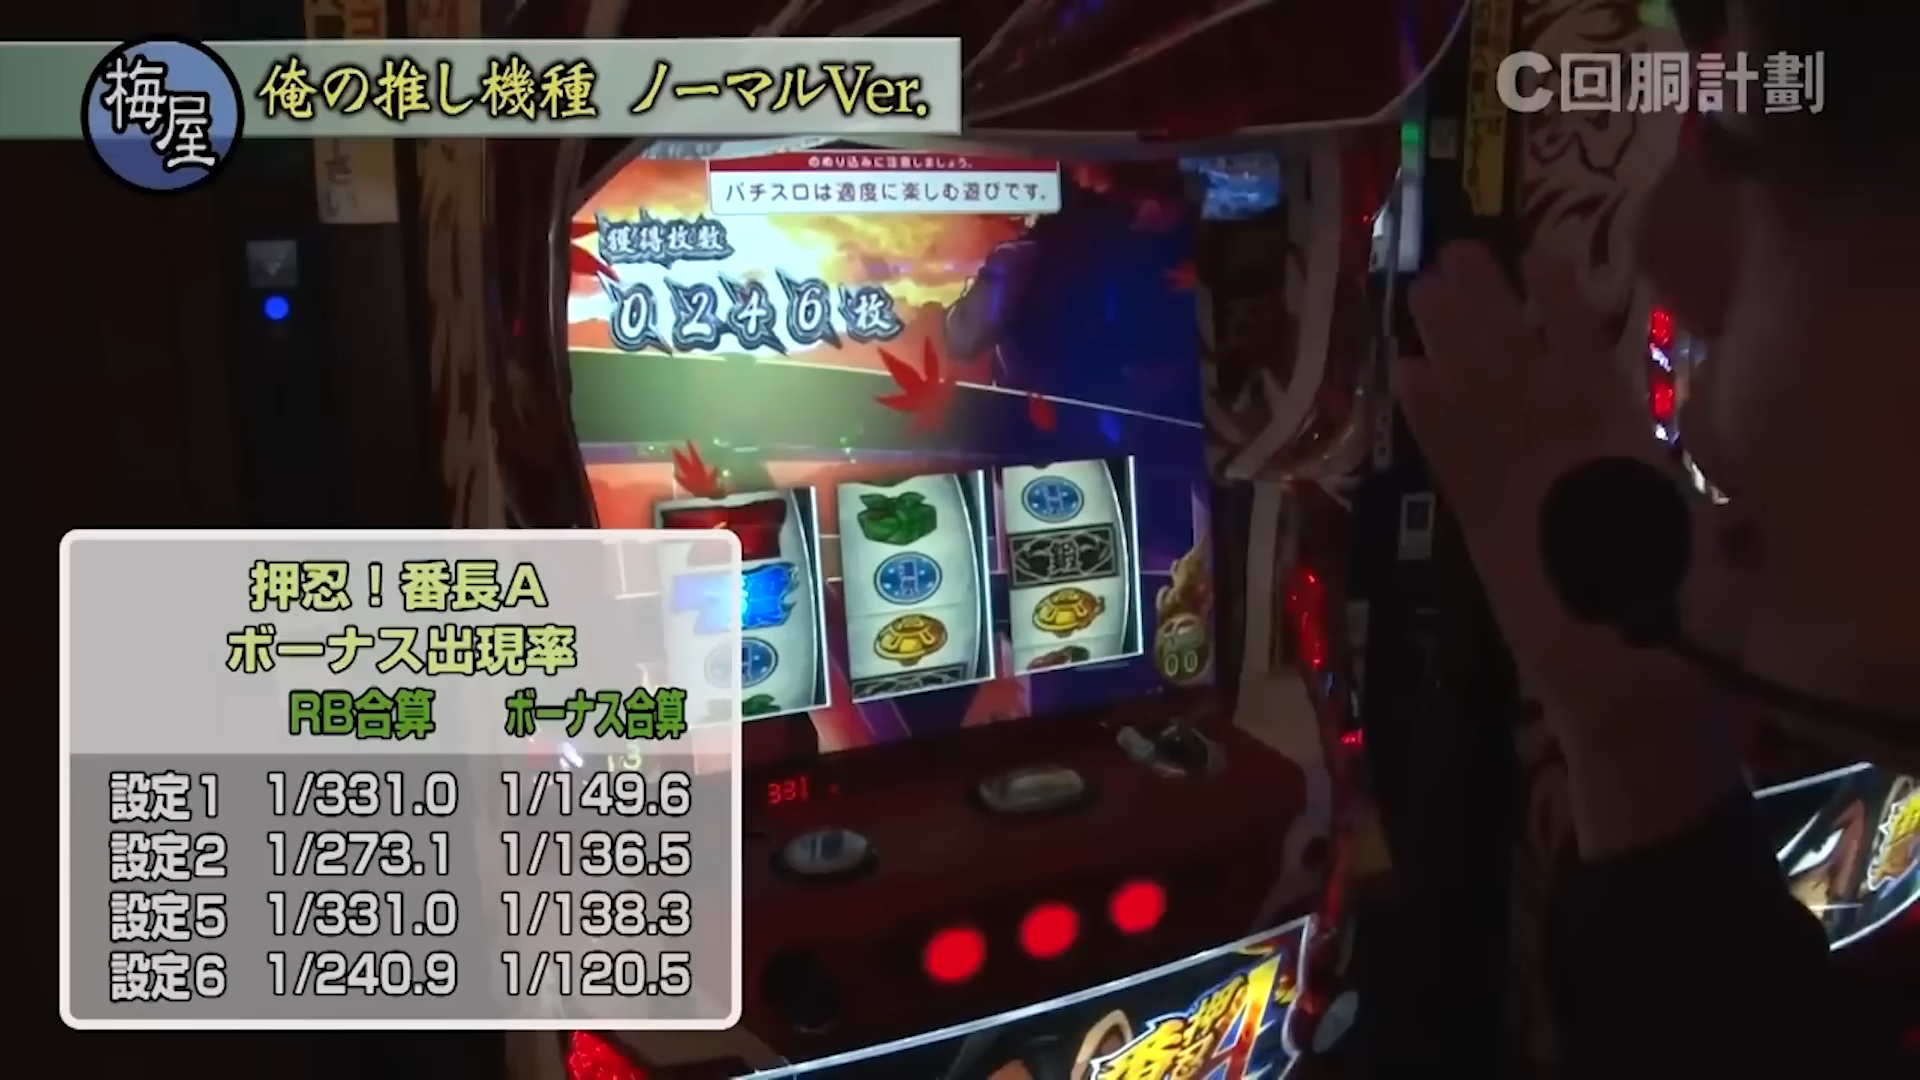 梅屋
俺の推し機種 ノーマルVer.
C回胴計劃
のめり込みに注意しましょう。
パチスロは適度に楽しむ遊びです。
獲得枚数
0246枚
押忍！番長A
ボーナス出現率
RB合算 ボーナス合算
設定1 1/331.0 1/149.6
設定2 1/273.1 1/136.5
設定5 1/331.0 1/138.3
設定6 1/240.9 1/120.5
331
00
押忍
番
A